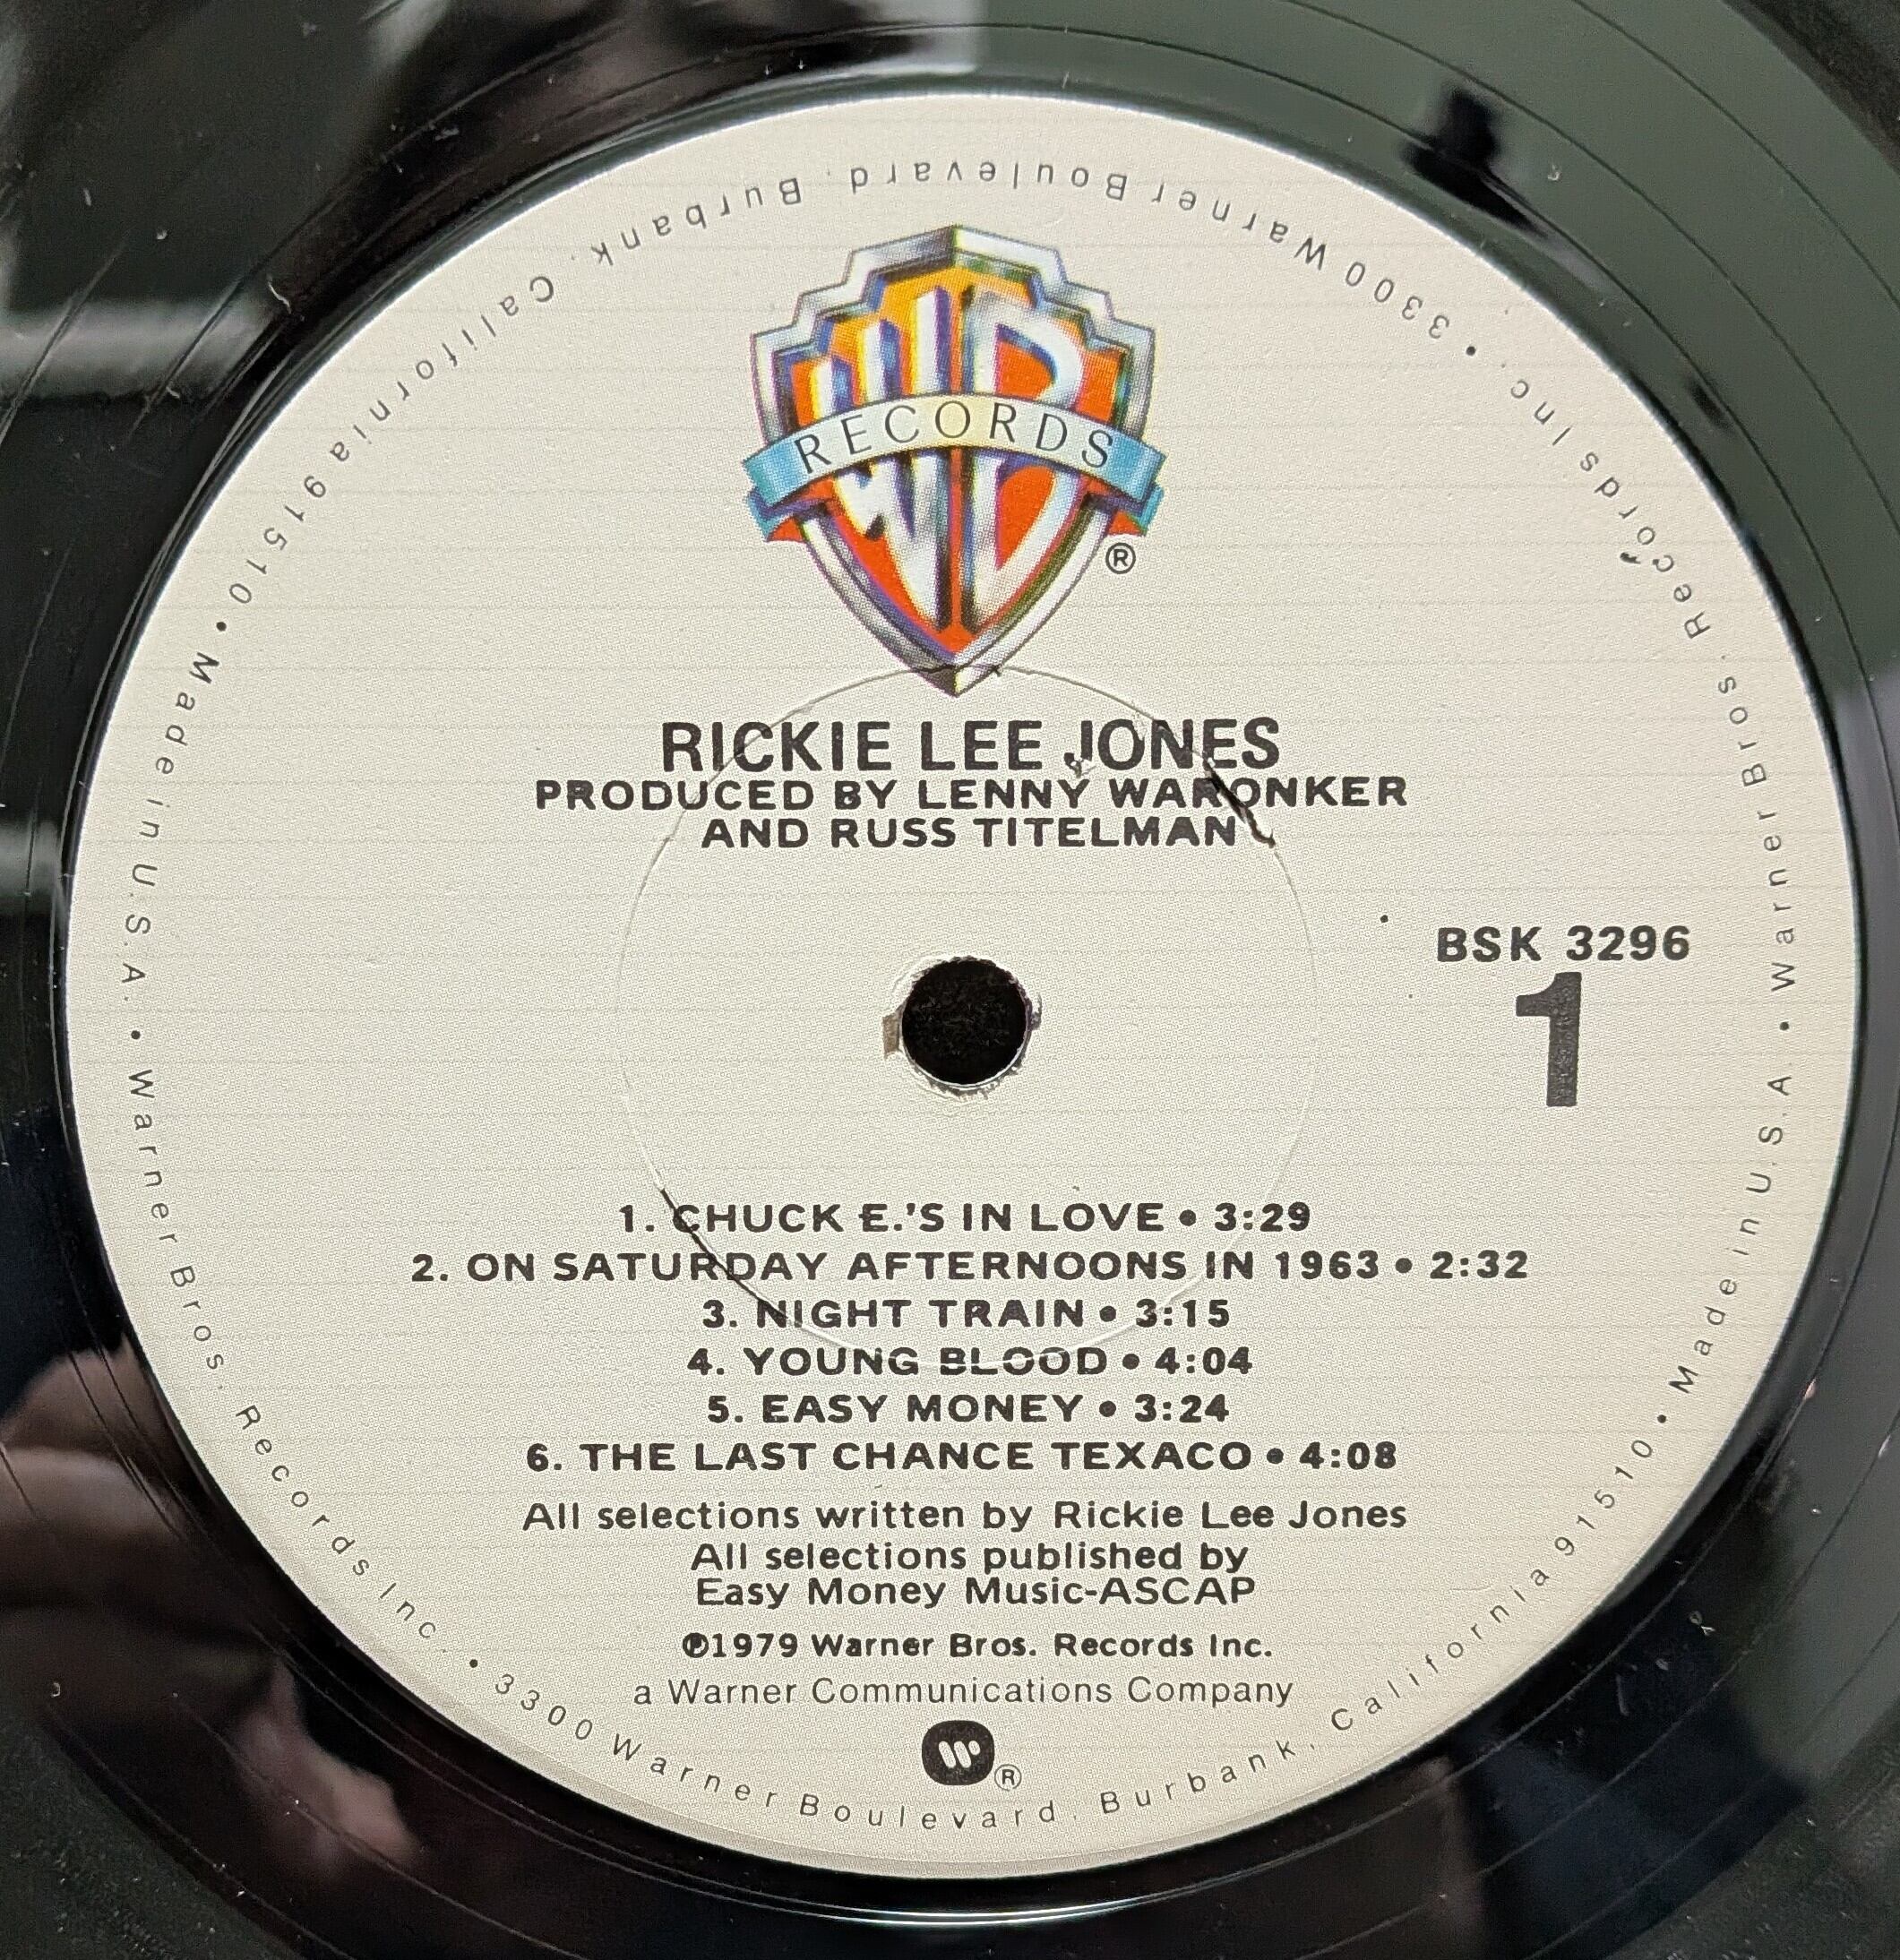 WB
RECORDS
®
RICKIE LEE JONES
PRODUCED BY LENNY WARONKER
AND RUSS TITELMAN
BSK 3296
1
1. CHUCK E.'S IN LOVE • 3:29
2. ON SATURDAY AFTERNOONS IN 1963 • 2:32
3. NIGHT TRAIN • 3:15
4. YOUNG BLOOD • 4:04
5. EASY MONEY • 3:24
6. THE LAST CHANCE TEXACO • 4:08
All selections written by Rickie Lee Jones
All selections published by
Easy Money Music-ASCAP
℗1979 Warner Bros. Records Inc.
a Warner Communications Company
W®
Warner Bros. Records Inc. • 3300 Warner Boulevard, Burbank, California 91510 • Made in U.S.A. • Warner Bros. Records Inc. • 3300 Warner Boulevard, Burbank, California 91510 • Made in U.S.A. •